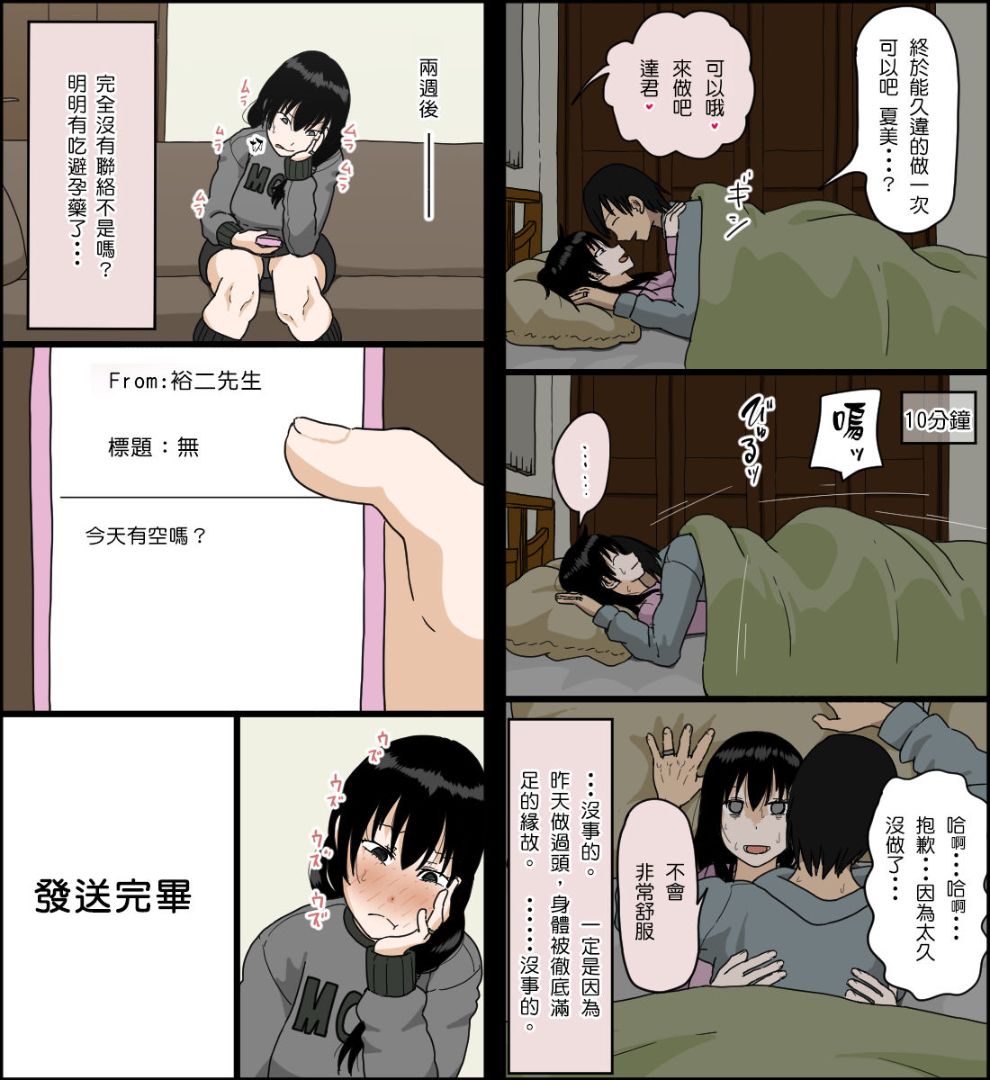 終於能久違的做一次
可以吧 夏美・・・？
可以哦♥
來做吧
達君♥
ギシ
10分鐘
嗚ッ
びゅるッ
・・・・・・
哈啊・・・哈啊・・・
抱歉・・・因為太久
沒做了・・・
不會
非常舒服
・・・沒事的。　一定是因為
昨天做過頭，身體被徹底滿
足的緣故。　・・・・・・沒事的。
兩週後——
ムラ
ムラ
ムラ
ムラ
ムラ
MO
完全沒有聯絡不是嗎？
明明有吃避孕藥了・・・
From:裕二先生
標題：無
今天有空嗎？
ウズ
ウズ
ウズ
ウズ
ウズ
MO
發送完畢